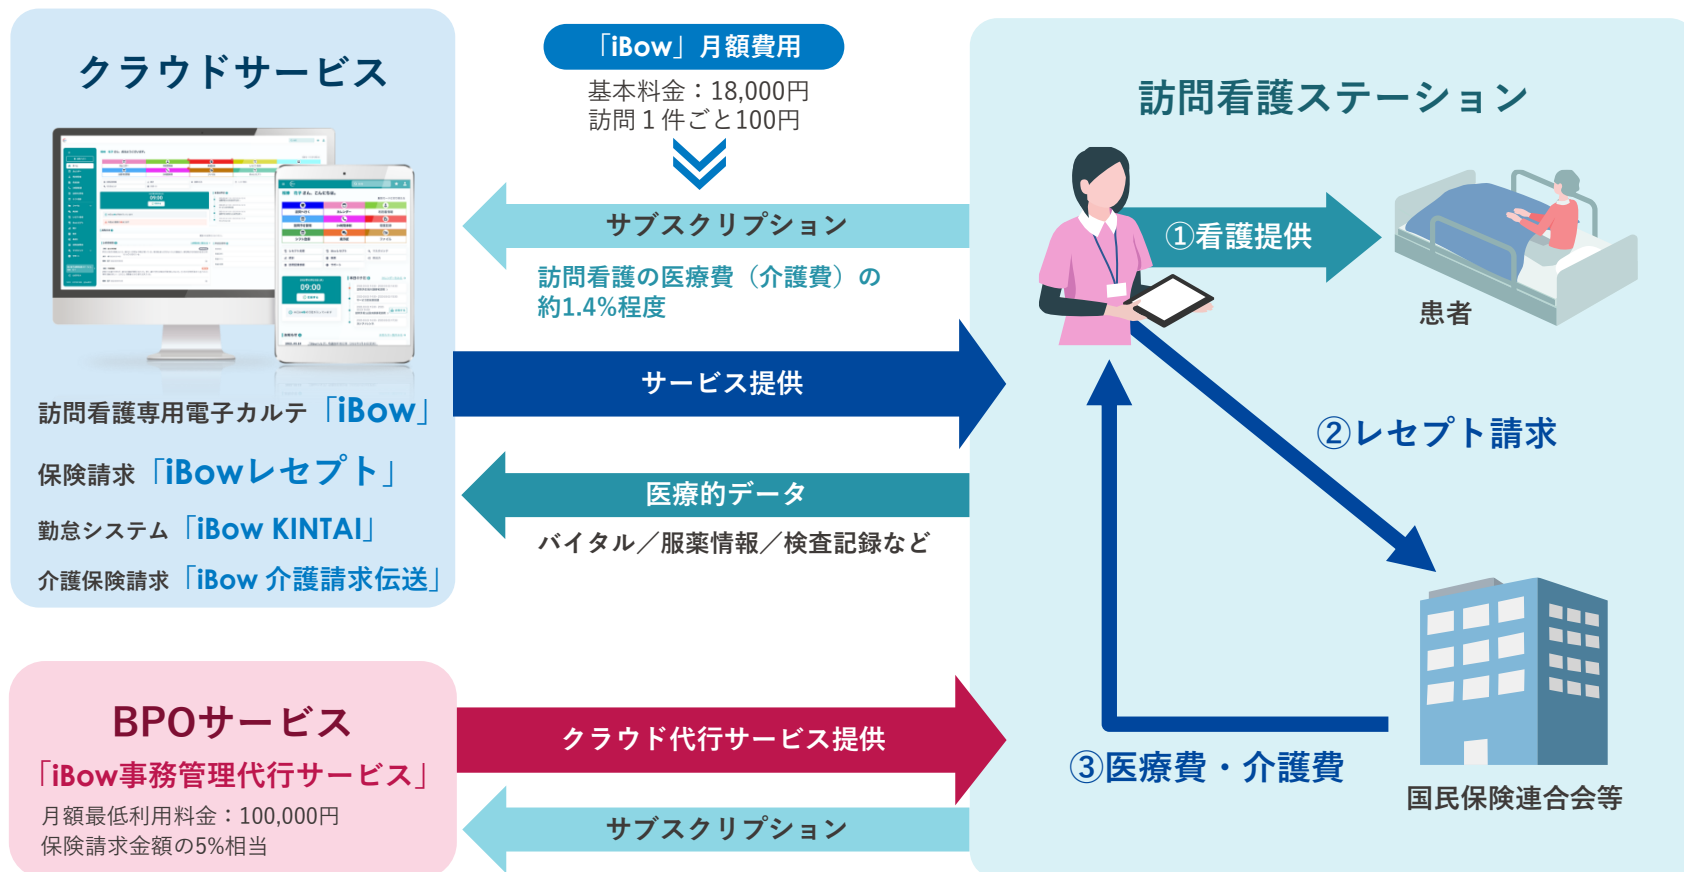 クラウドサービス
訪問看護専用電子カルテ「iBow」
保険請求「iBowレセプト」
勤怠システム「iBow KINTAI」
介護保険請求「iBow 介護請求伝送」
「iBow」月額費用
基本料金：18,000円
訪問１件ごと100円
サブスクリプション
訪問看護の医療費（介護費）の
約1.4%程度
サービス提供
医療的データ
バイタル／服薬情報／検査記録など
訪問看護ステーション
①看護提供
患者
②レセプト請求
③医療費・介護費
国民保険連合会等
BPOサービス
「iBow事務管理代行サービス」
月額最低利用料金：100,000円
保険請求金額の5%相当
クラウド代行サービス提供
サブスクリプション
09:00
09:00